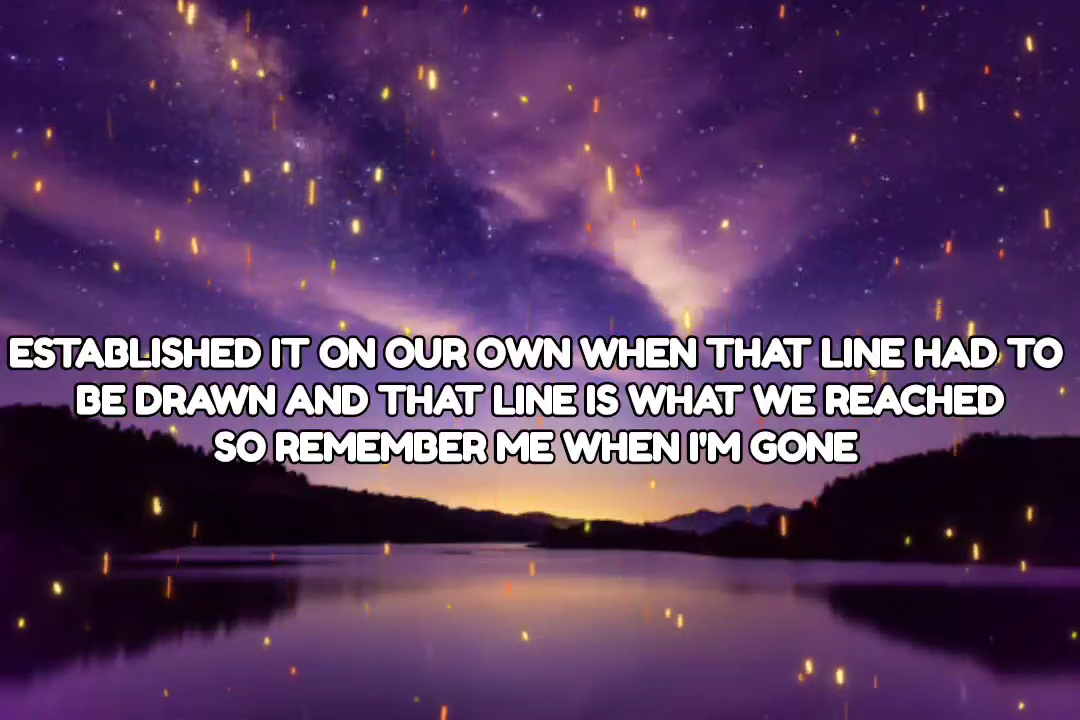 ESTABLISHED IT ON OUR OWN WHEN THAT LINE HAD TO
BE DRAWN AND THAT LINE IS WHAT WE REACHED
SO REMEMBER ME WHEN I'M GONE